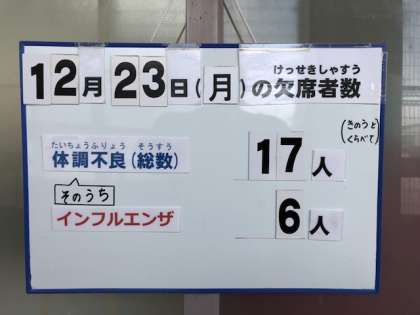 けっせきしゃすう
12月23日(月)の欠席者数
(きのうと
くらべて)
たいちょうふりょう そうすう
体調不良(総数) 17人
そのうち
インフルエンザ 6人